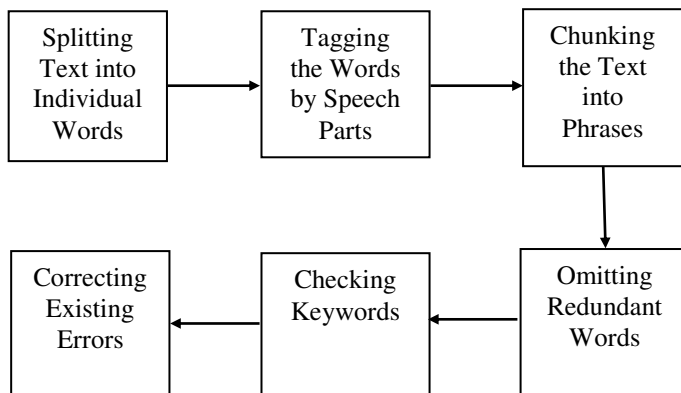 Splitting
Text into
Individual
Words
Tagging
the Words
by Speech
Parts
Chunking
the Text
into
Phrases
Omitting
Redundant
Words
Checking
Keywords
Correcting
Existing
Errors